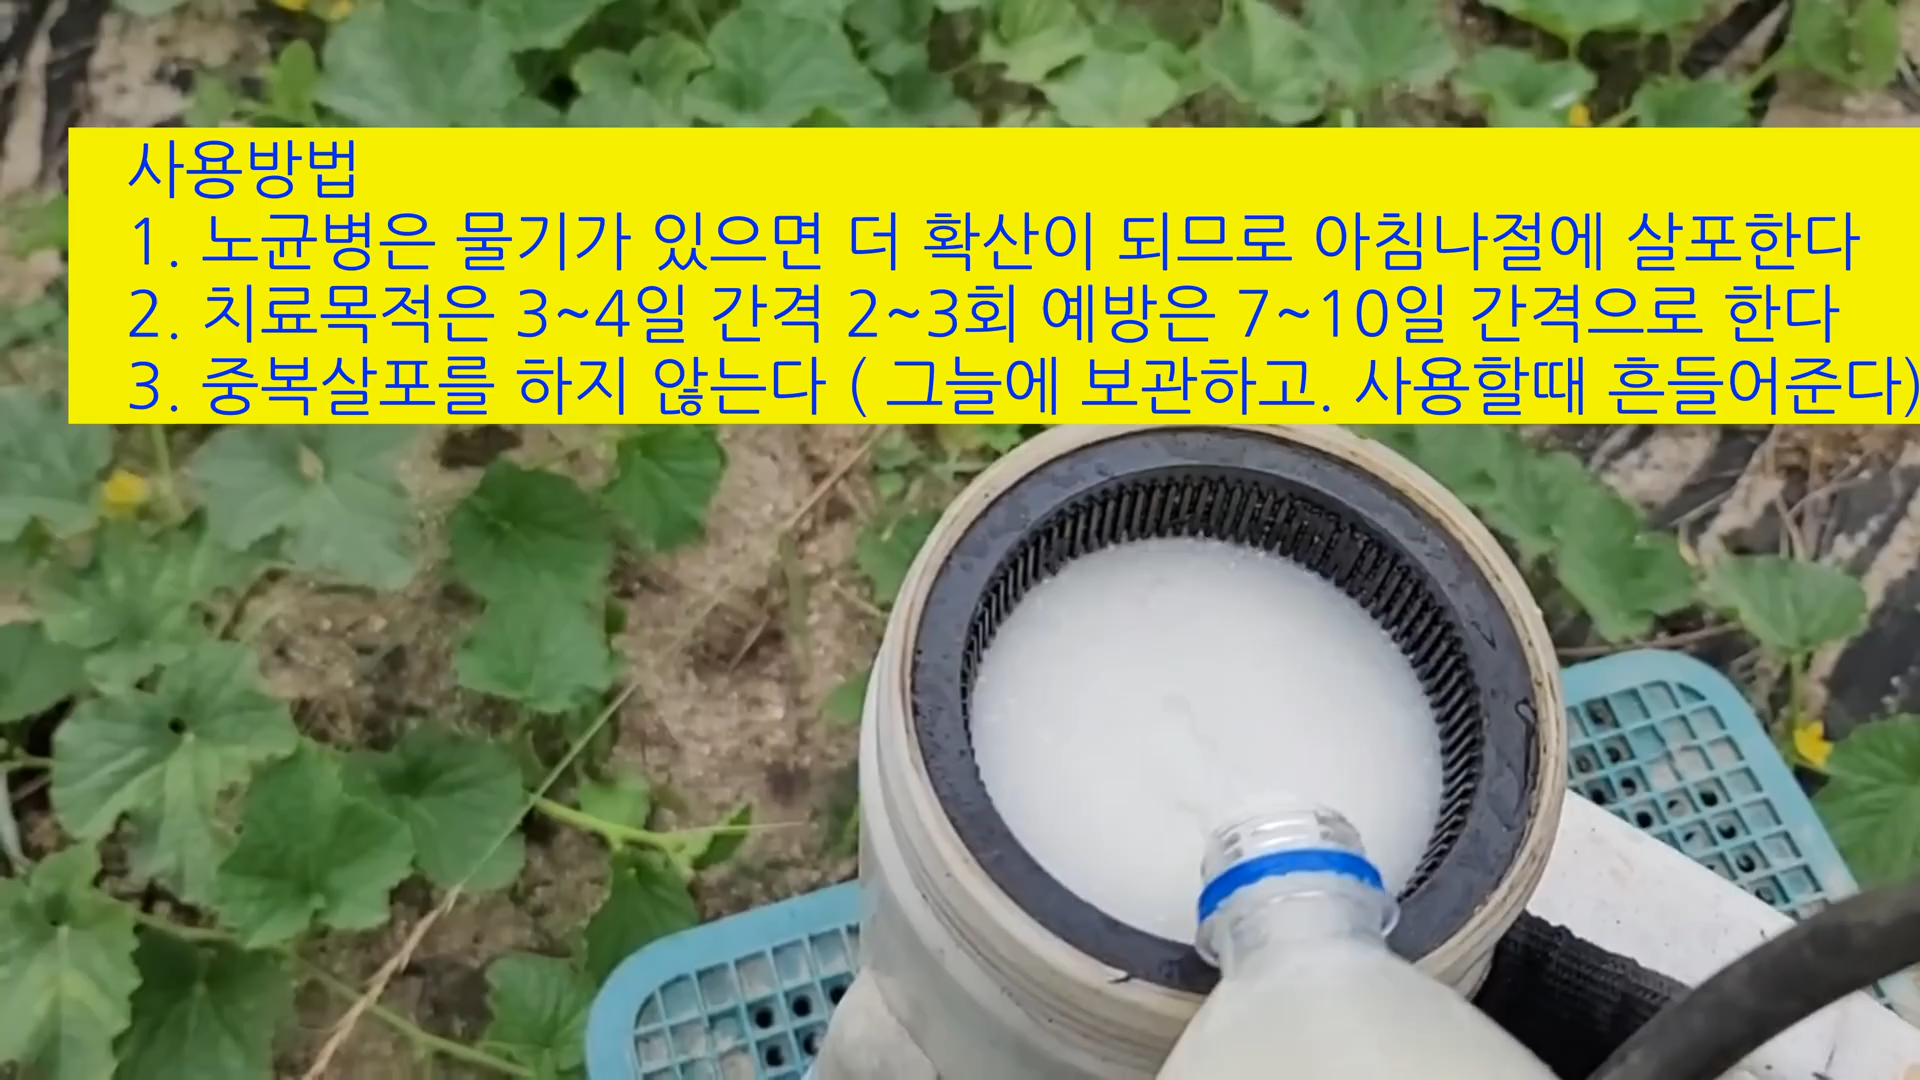 사용방법
1. 노균병은 물기가 있으면 더 확산이 되므로 아침나절에 살포한다
2. 치료목적은 3~4일 간격 2~3회 예방은 7~10일 간격으로 한다
3. 중복살포를 하지 않는다 ( 그늘에 보관하고. 사용할때 흔들어준다)